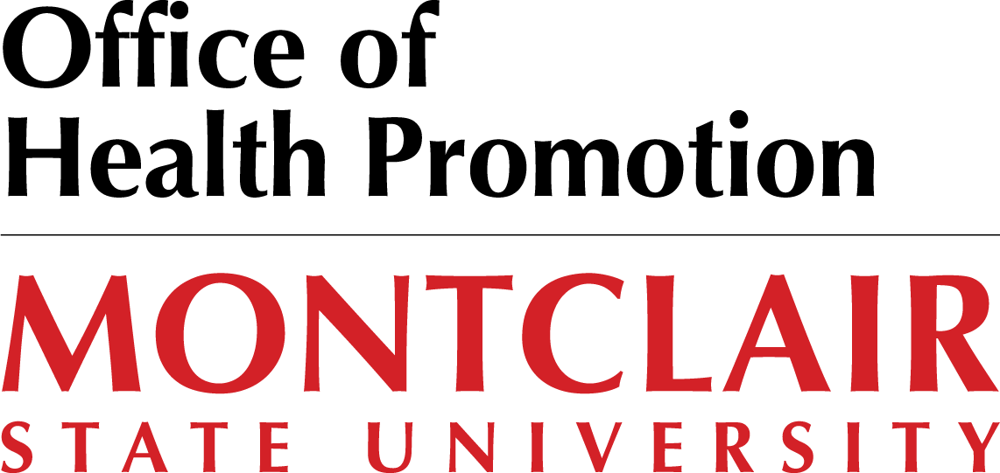 Office of
Health Promotion
MONTCLAIR
STATE UNIVERSITY